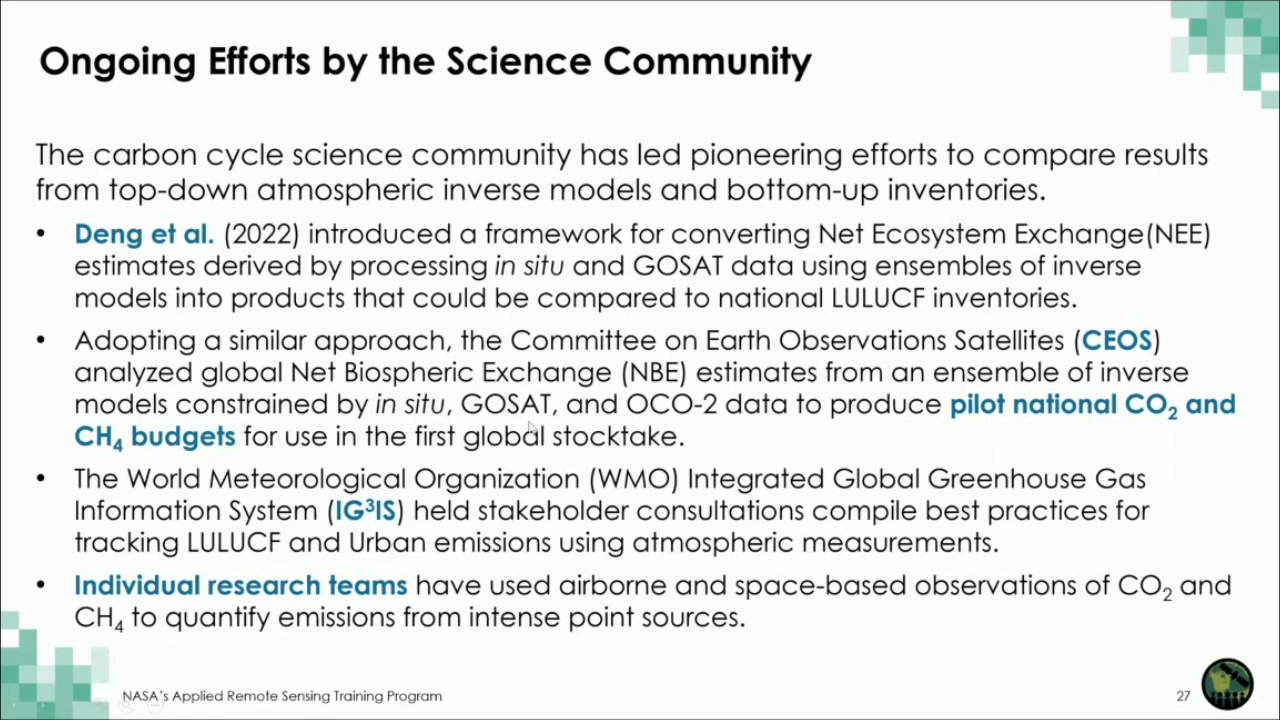 Ongoing Efforts by the Science Community
The carbon cycle science community has led pioneering efforts to compare results
from top-down atmospheric inverse models and bottom-up inventories.
• Deng et al. (2022) introduced a framework for converting Net Ecosystem Exchange(NEE)
estimates derived by processing in situ and GOSAT data using ensembles of inverse
models into products that could be compared to national LULUCF inventories.
• Adopting a similar approach, the Committee on Earth Observations Satellites (CEOS)
analyzed global Net Biospheric Exchange (NBE) estimates from an ensemble of inverse
models constrained by in situ, GOSAT, and OCO-2 data to produce pilot national CO₂ and
CH₄ budgets for use in the first global stocktake.
• The World Meteorological Organization (WMO) Integrated Global Greenhouse Gas
Information System (IG³IS) held stakeholder consultations compile best practices for
tracking LULUCF and Urban emissions using atmospheric measurements.
• Individual research teams have used airborne and space-based observations of CO₂ and
CH₄ to quantify emissions from intense point sources.
NASA's Applied Remote Sensing Training Program
27